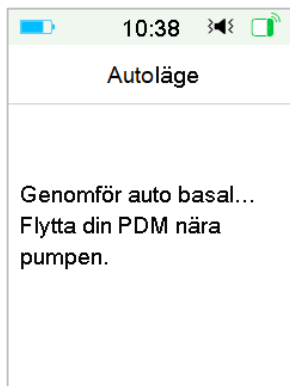 10:38
Autoläge
Genomför auto basal...
Flytta din PDM nära
pumpen.